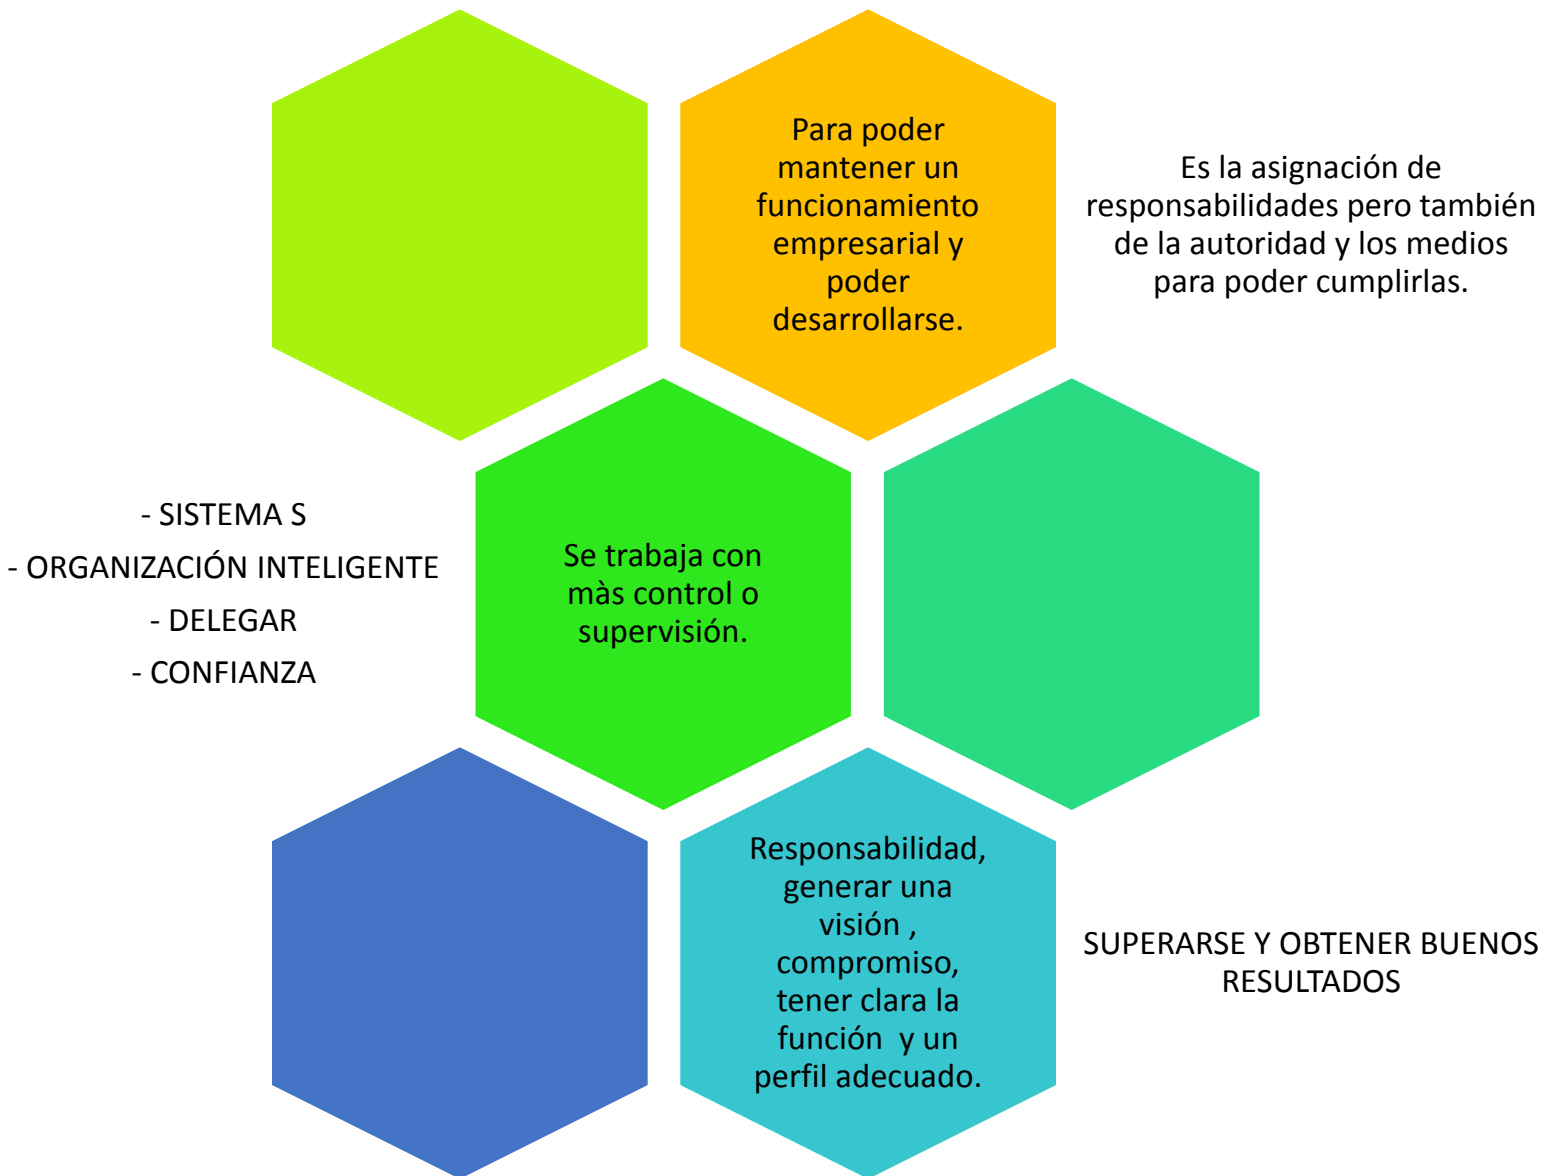 Para poder
mantener un
funcionamiento
empresarial y
poder
desarrollarse.
Es la asignación de
responsabilidades pero también
de la autoridad y los medios
para poder cumplirlas.
- SISTEMA S
- ORGANIZACIÓN INTELIGENTE
- DELEGAR
- CONFIANZA
Se trabaja con
màs control o
supervisión.
Responsabilidad,
generar una
visión ,
compromiso,
tener clara la
función  y un
perfil adecuado.
SUPERARSE Y OBTENER BUENOS
RESULTADOS